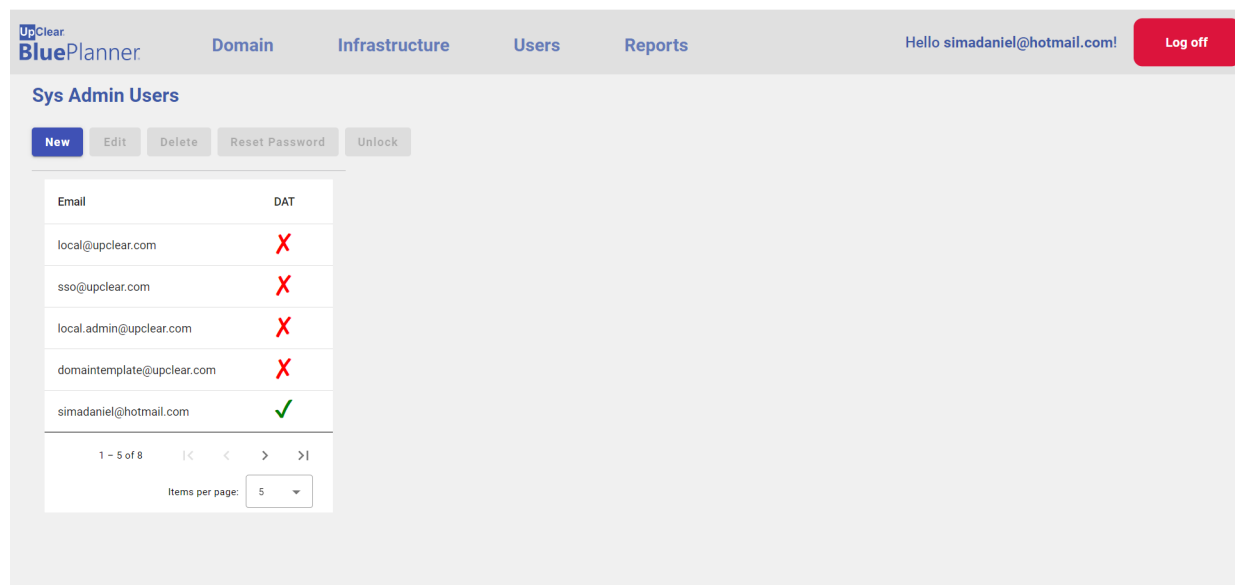 UpClear
BluePlanner
Domain
Infrastructure
Users
Reports
Hello simadaniel@hotmail.com!
Log off
Sys Admin Users
New
Edit
Delete
Reset Password
Unlock
Email DAT
local@upclear.com ✗
sso@upclear.com ✗
local.admin@upclear.com ✗
domaintemplate@upclear.com ✗
simadaniel@hotmail.com ✓
1 – 5 of 8
Items per page: 5